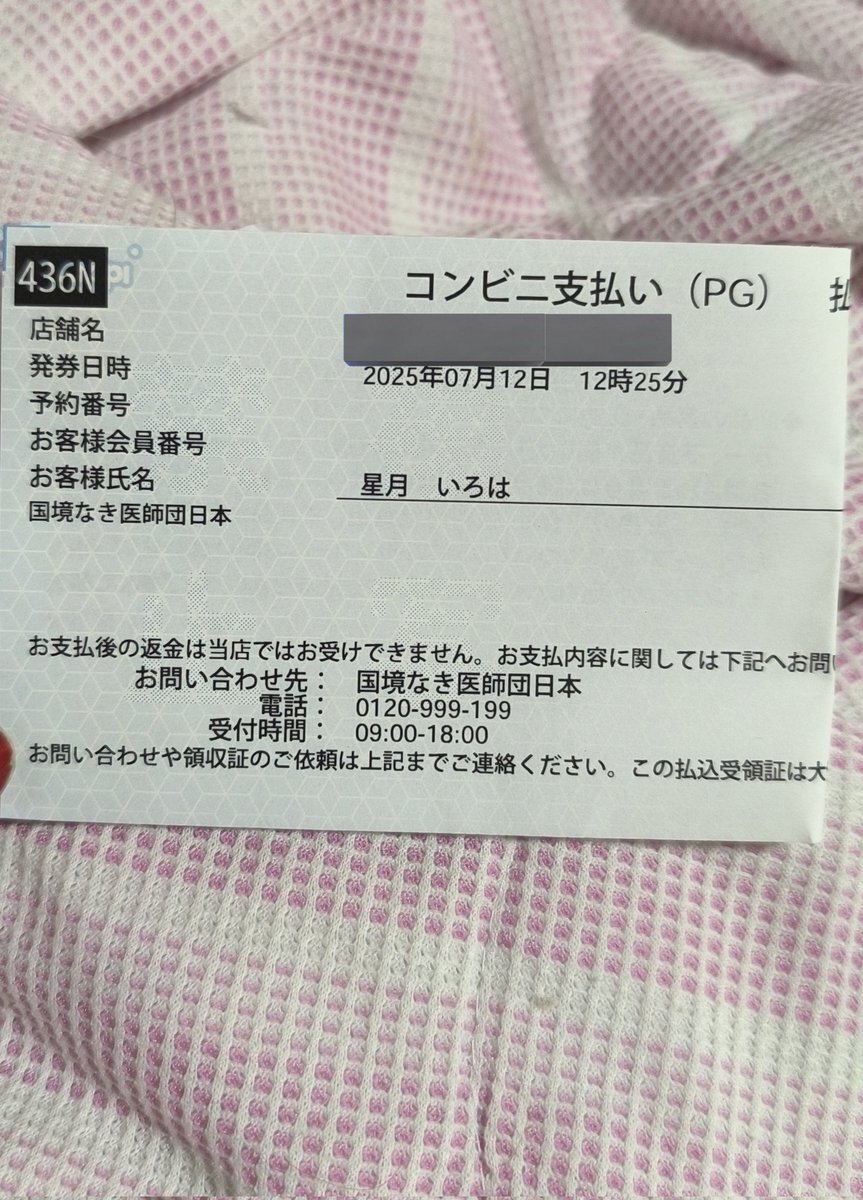 436N
コンビニ支払い（PG）
店舗名
発券日時 2025年07月12日 12時25分
予約番号
お客様会員番号
お客様氏名 星月 いろは
国境なき医師団日本
お支払後の返金は当店ではお受けできません。お支払内容に関しては下記へお問
お問い合わせ先： 国境なき医師団日本
電話： 0120-999-199
受付時間： 09:00-18:00
お問い合わせや領収証のご依頼は上記までご連絡ください。この払込受領証は大